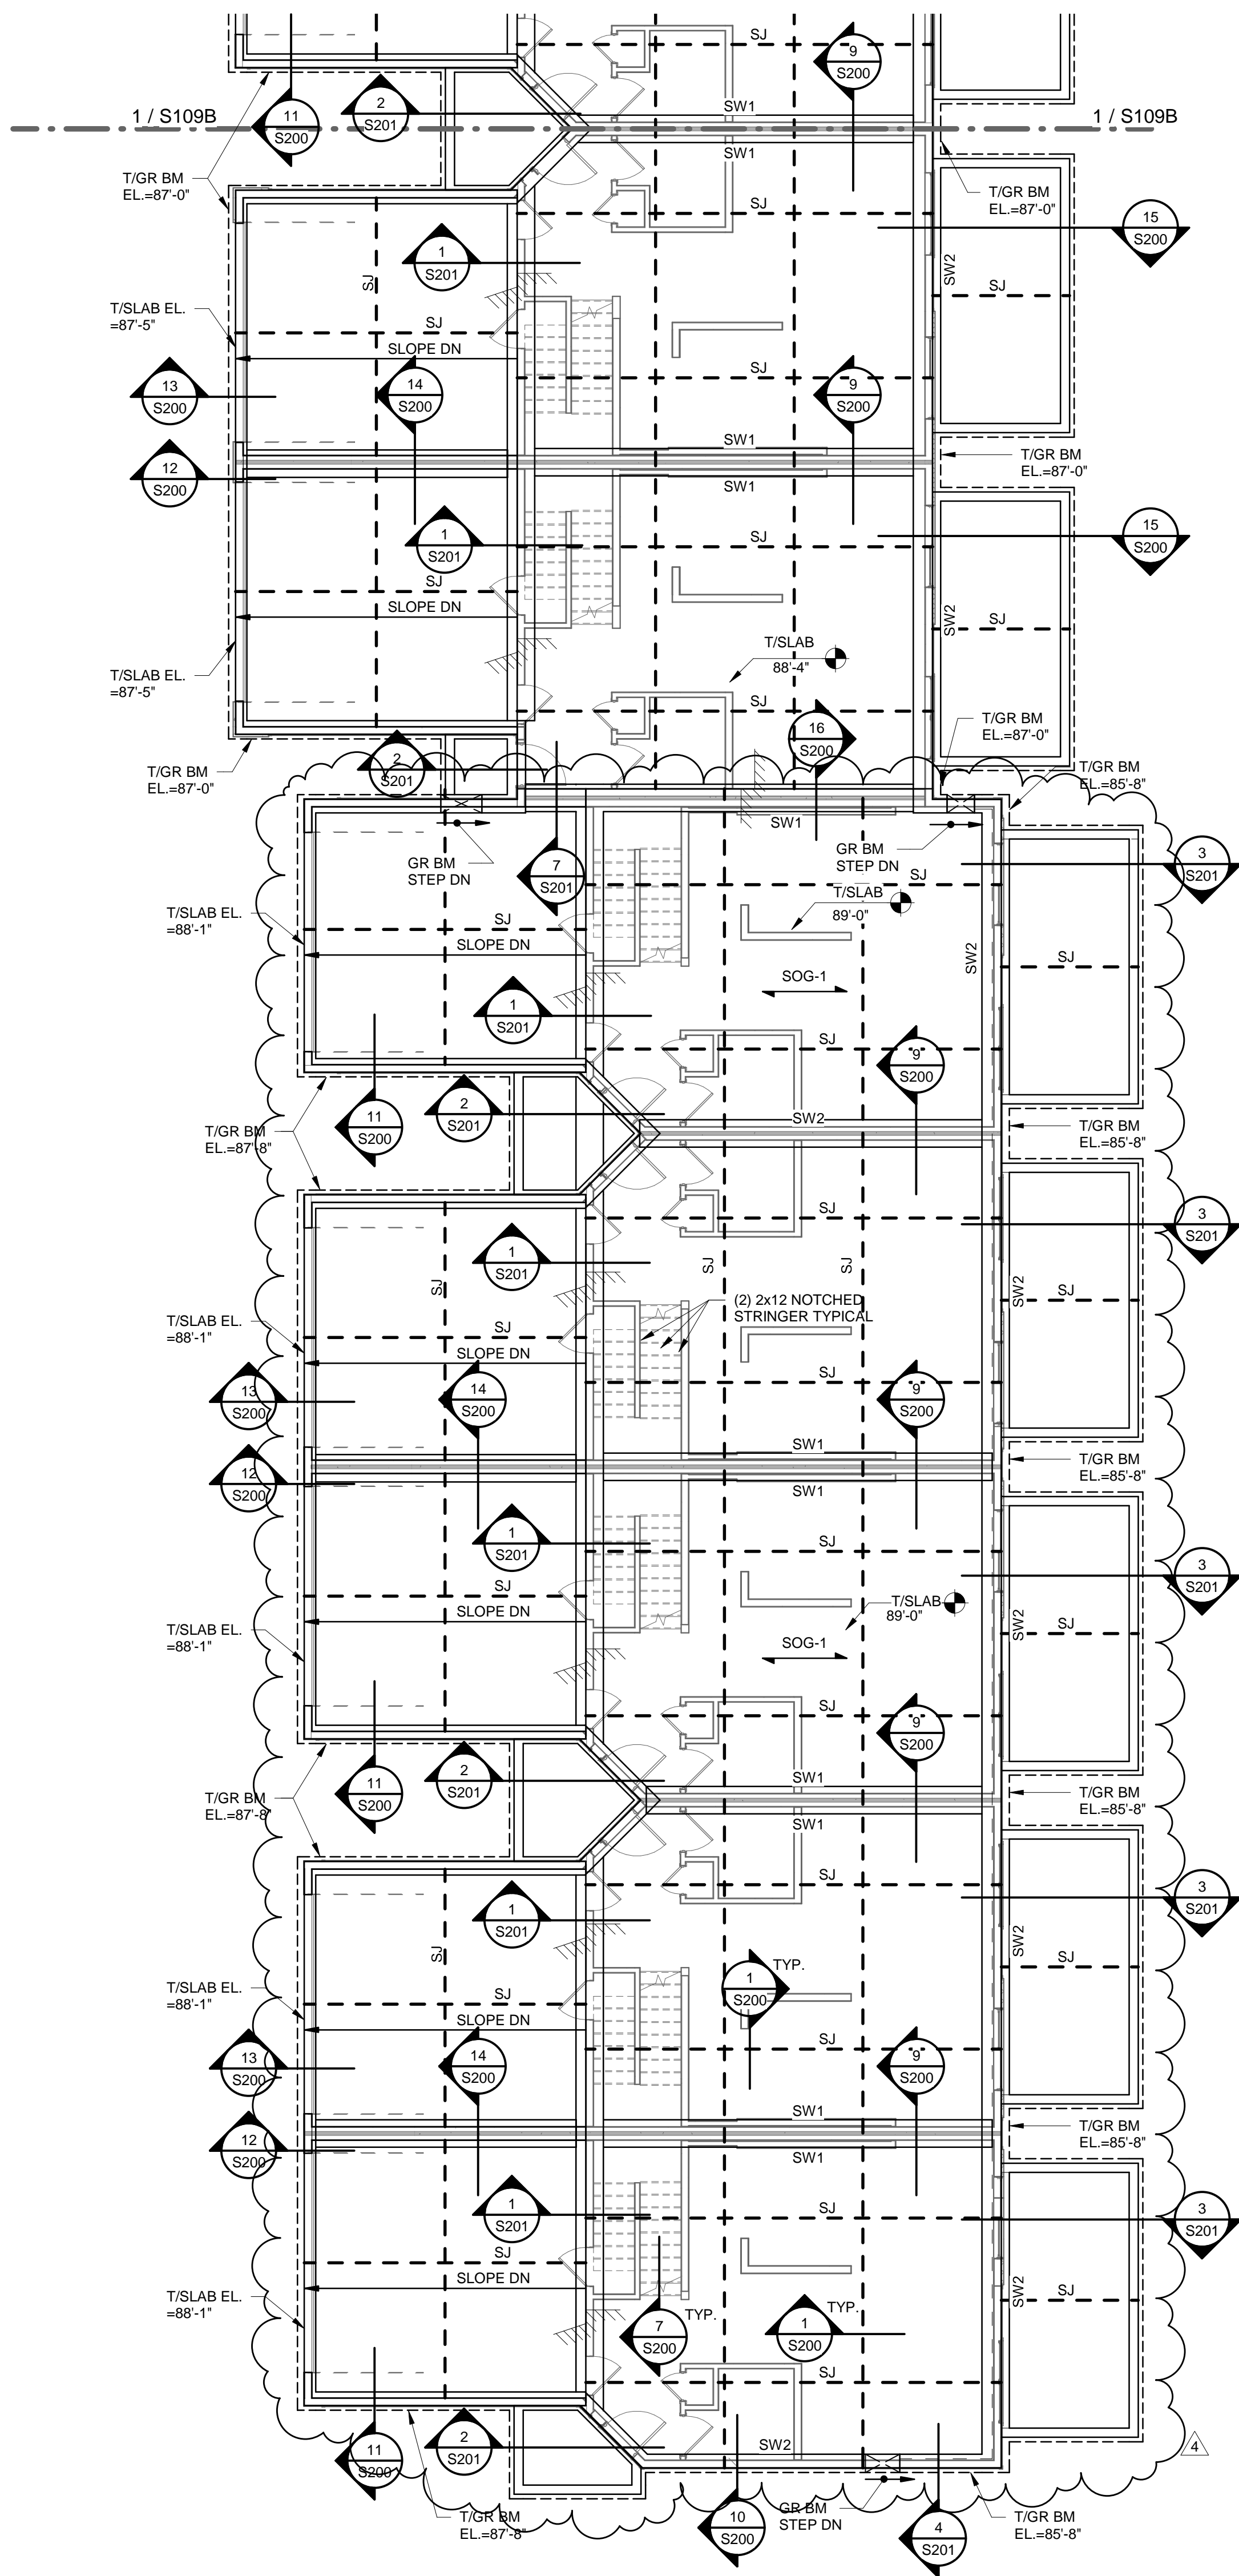 SJ
9
S200
11
S200
2
S201
SW1
1 / S109B
1 / S109B
SW1
T/GR BM
EL.=87'-0"
T/GR BM
EL.=87'-0"
SJ
15
S200
1
S201
SW2
SJ
SJ
T/SLAB EL.
=87'-5"
SJ
SLOPE DN
SJ
13
S200
14
S200
9
S200
SW1
T/GR BM
EL.=87'-0"
12
S200
SW1
15
S200
1
S201
SJ
SJ
SLOPE DN
SW2
SJ
T/SLAB
88'-4"
T/SLAB EL.
=87'-5"
SJ
T/GR BM
EL.=87'-0"
16
S200
2
S201
T/GR BM
EL.=87'-0"
T/GR BM
EL.=85'-8"
SW1
GR BM
STEP DN
7
S201
GR BM
STEP DN
3
S201
SJ
T/SLAB
89'-0"
T/SLAB EL.
=88'-1"
SJ
SLOPE DN
SW2
SJ
SOG-1
1
S201
SJ
9
S200
2
S201
11
S200
SW2
T/GR BM
EL.=87'-8"
T/GR BM
EL.=85'-8"
SJ
3
S201
1
S201
SJ
SJ
SJ
SW2
SJ
(2) 2x12 NOTCHED
STRINGER TYPICAL
T/SLAB EL.
=88'-1"
SJ
SLOPE DN
SJ
13
S200
14
S200
9
S200
SW1
T/GR BM
EL.=85'-8"
12
S200
SW1
1
S201
SJ
3
S201
SJ
SLOPE DN
T/SLAB
89'-0"
SW2
SJ
T/SLAB EL.
=88'-1"
SOG-1
SJ
9
S200
2
S201
11
S200
SW1
T/GR BM
EL.=87'-8"
T/GR BM
EL.=85'-8"
SW1
SJ
3
S201
1
S201
SJ
SW2
SJ
TYP.
1
S200
T/SLAB EL.
=88'-1"
SJ
SLOPE DN
SJ
13
S200
14
S200
9
S200
SW1
T/GR BM
EL.=85'-8"
12
S200
SW1
1
S201
SJ
3
S201
SJ
SLOPE DN
SW2
SJ
T/SLAB EL.
=88'-1"
7
S200
TYP.
1
S200
TYP.
SJ
2
S201
11
S200
SW2
4
T/GR BM
EL.=87'-8"
10
S200
GR BM
STEP DN
4
S201
T/GR BM
EL.=85'-8"